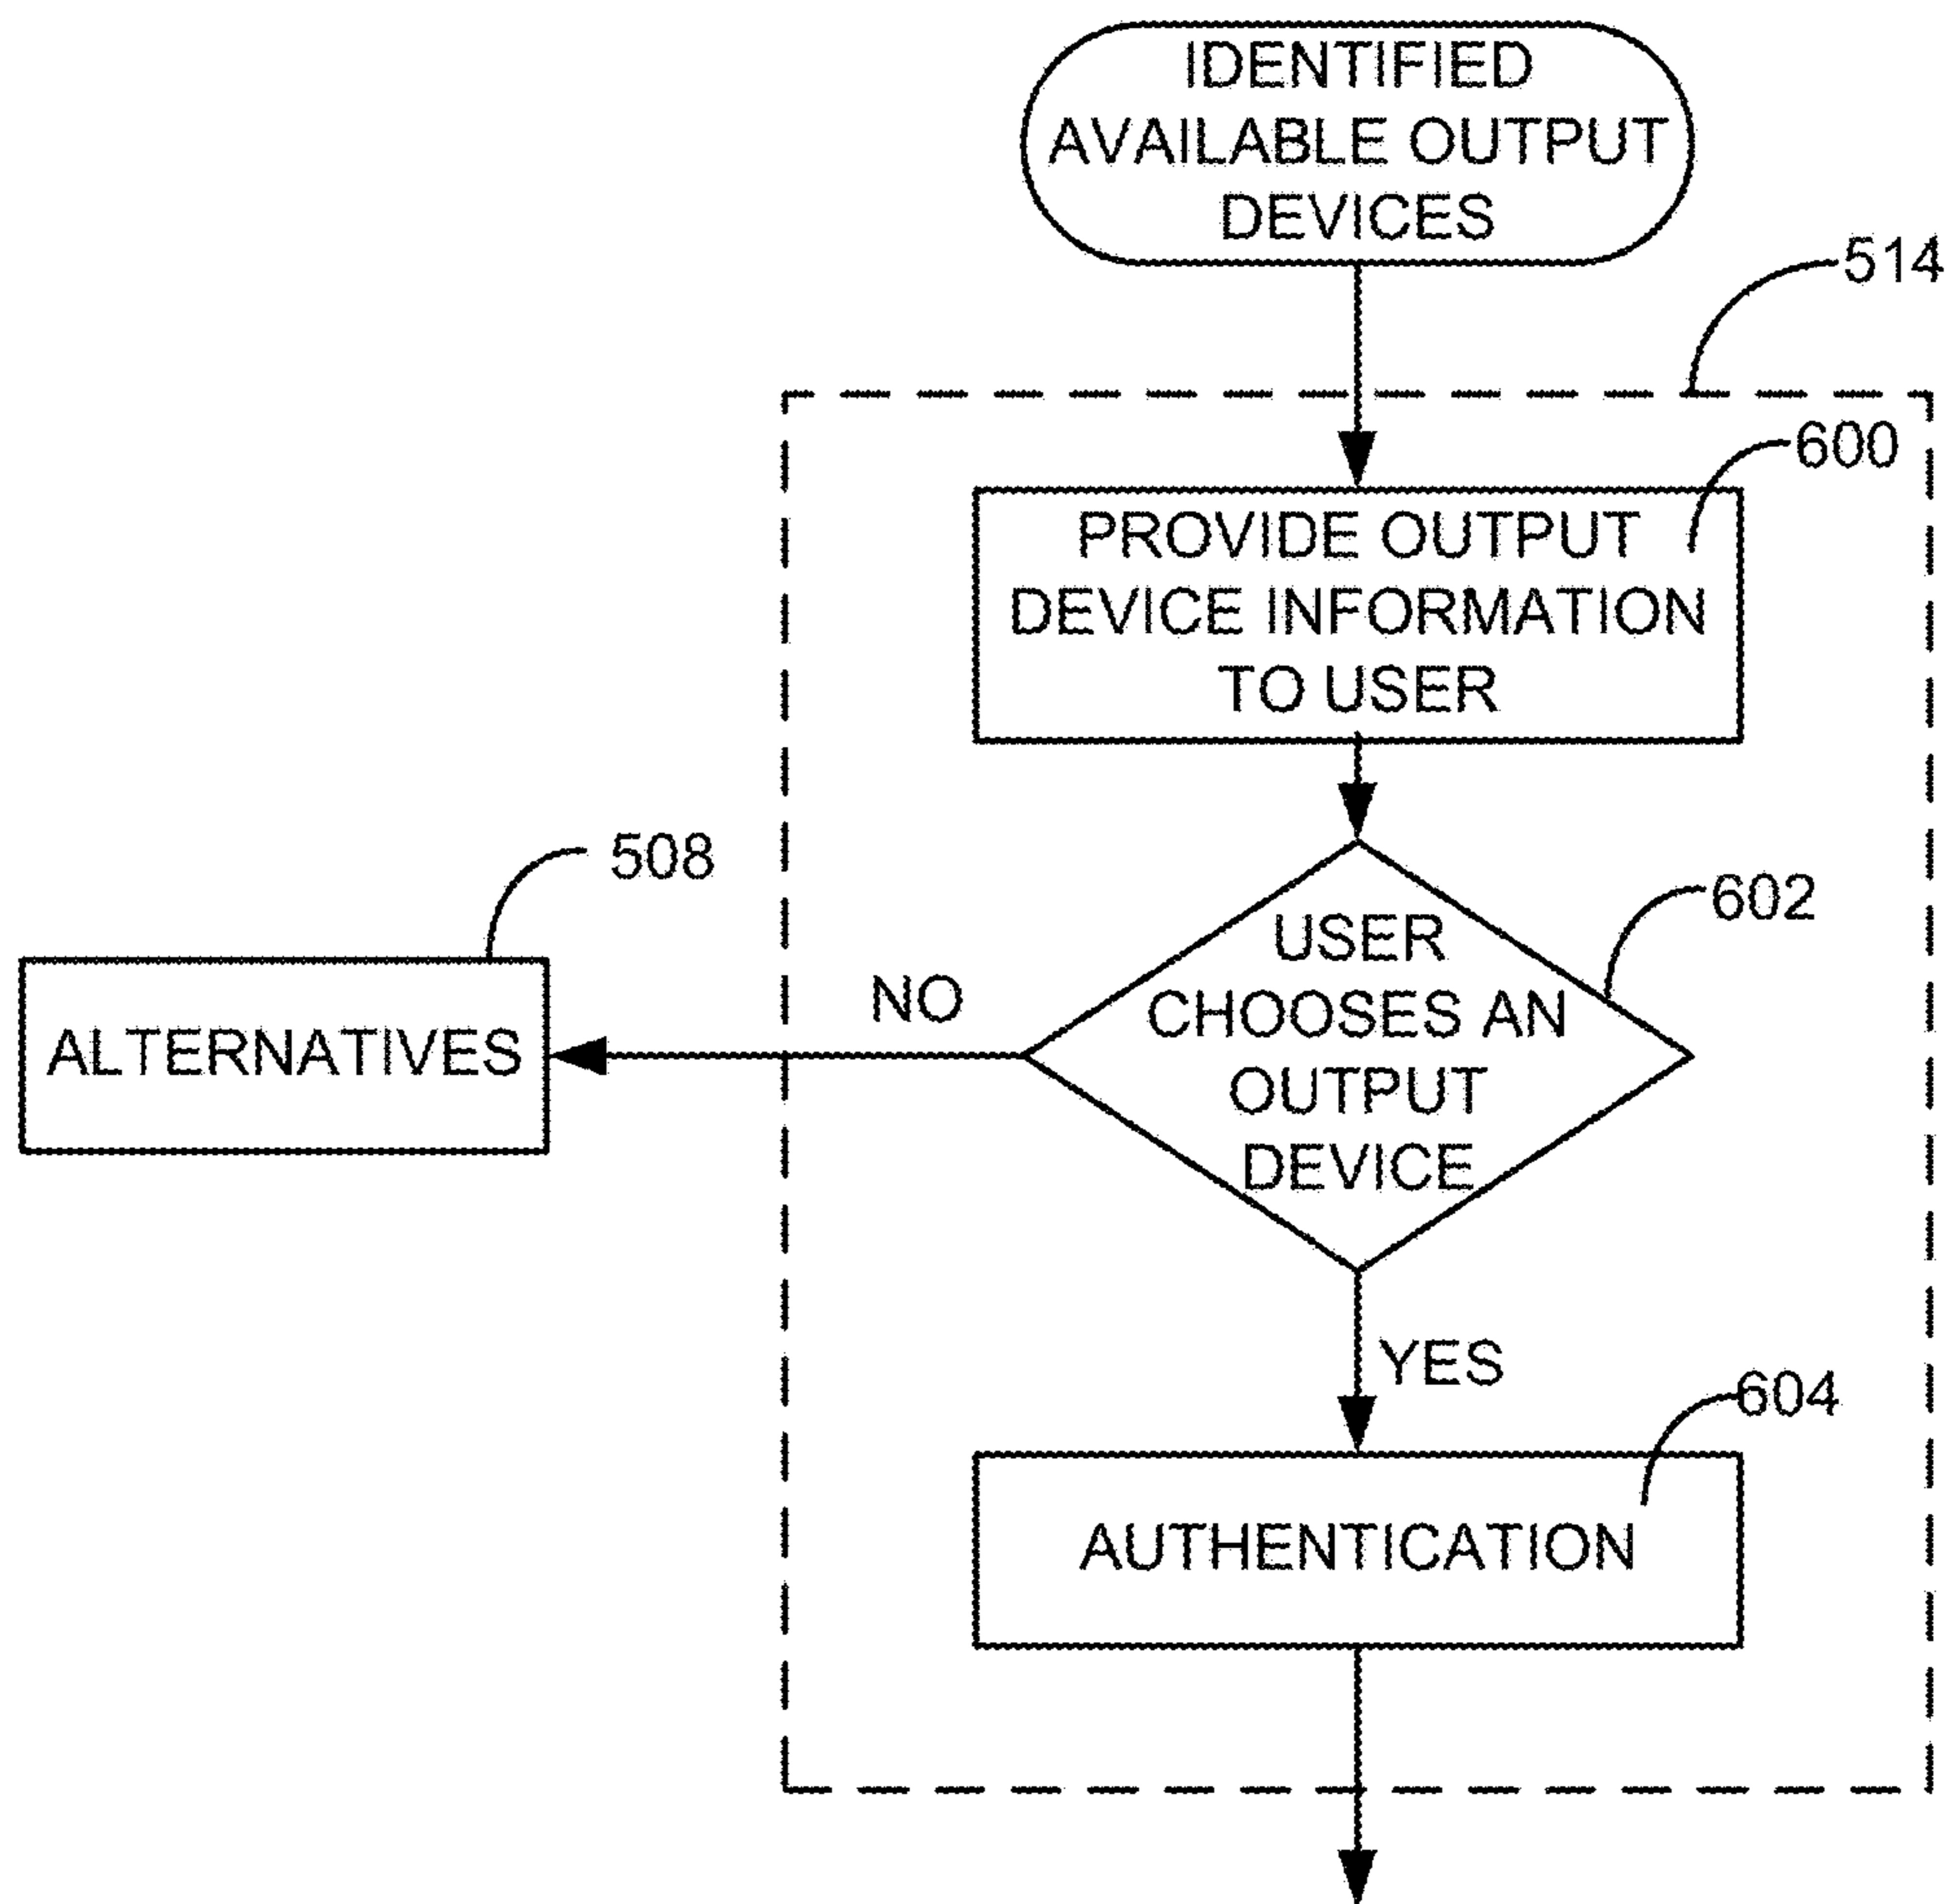 IDENTIFIED
AVAILABLE OUTPUT
DEVICES
514
600
PROVIDE OUTPUT
DEVICE INFORMATION
TO USER
508
602
USER
CHOOSES AN
OUTPUT
DEVICE
NO
ALTERNATIVES
YES
604
AUTHENTICATION